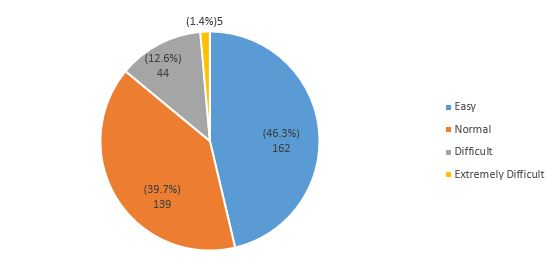 (1.4%)5
(12.6%)
44
(46.3%)
162
(39.7%)
139
Easy
Normal
Difficult
Extremely Difficult